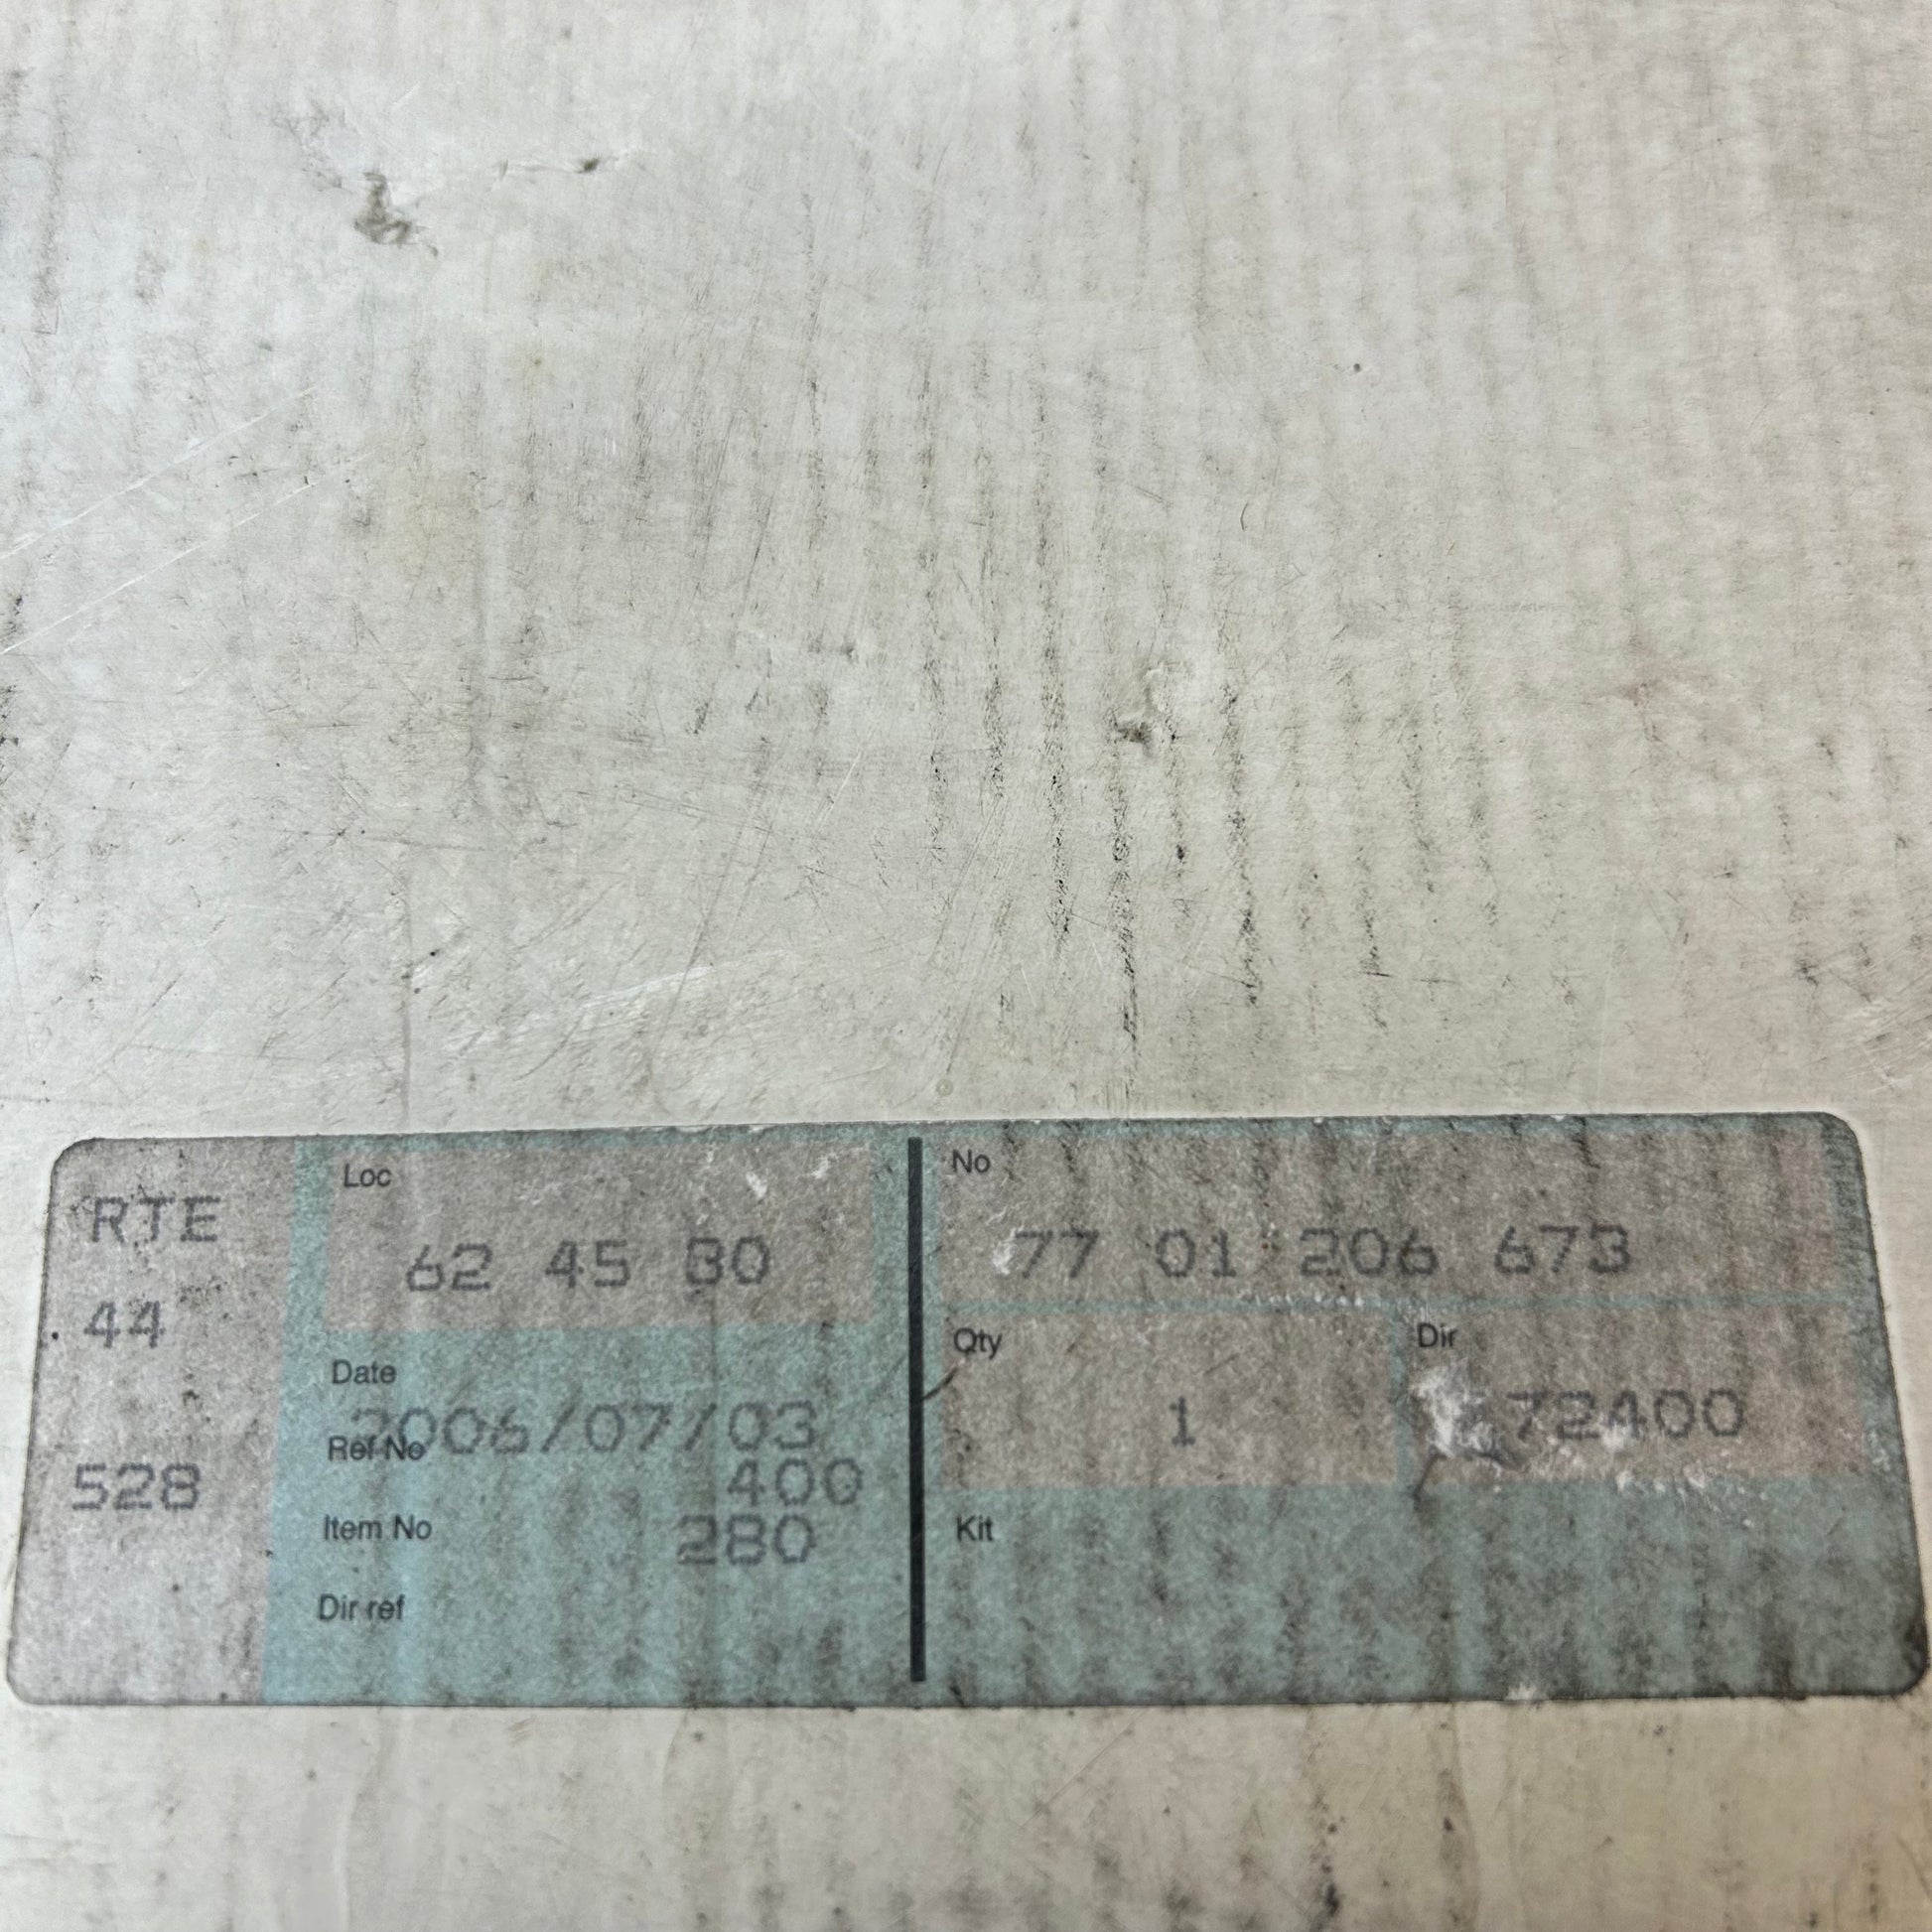 RTE
44
528
Loc
62 45 80
Date
2006/07/03
Ref No
400
Item No
280
Dir ref
No
77 01 206 673
Qty
1
Dir
Kit